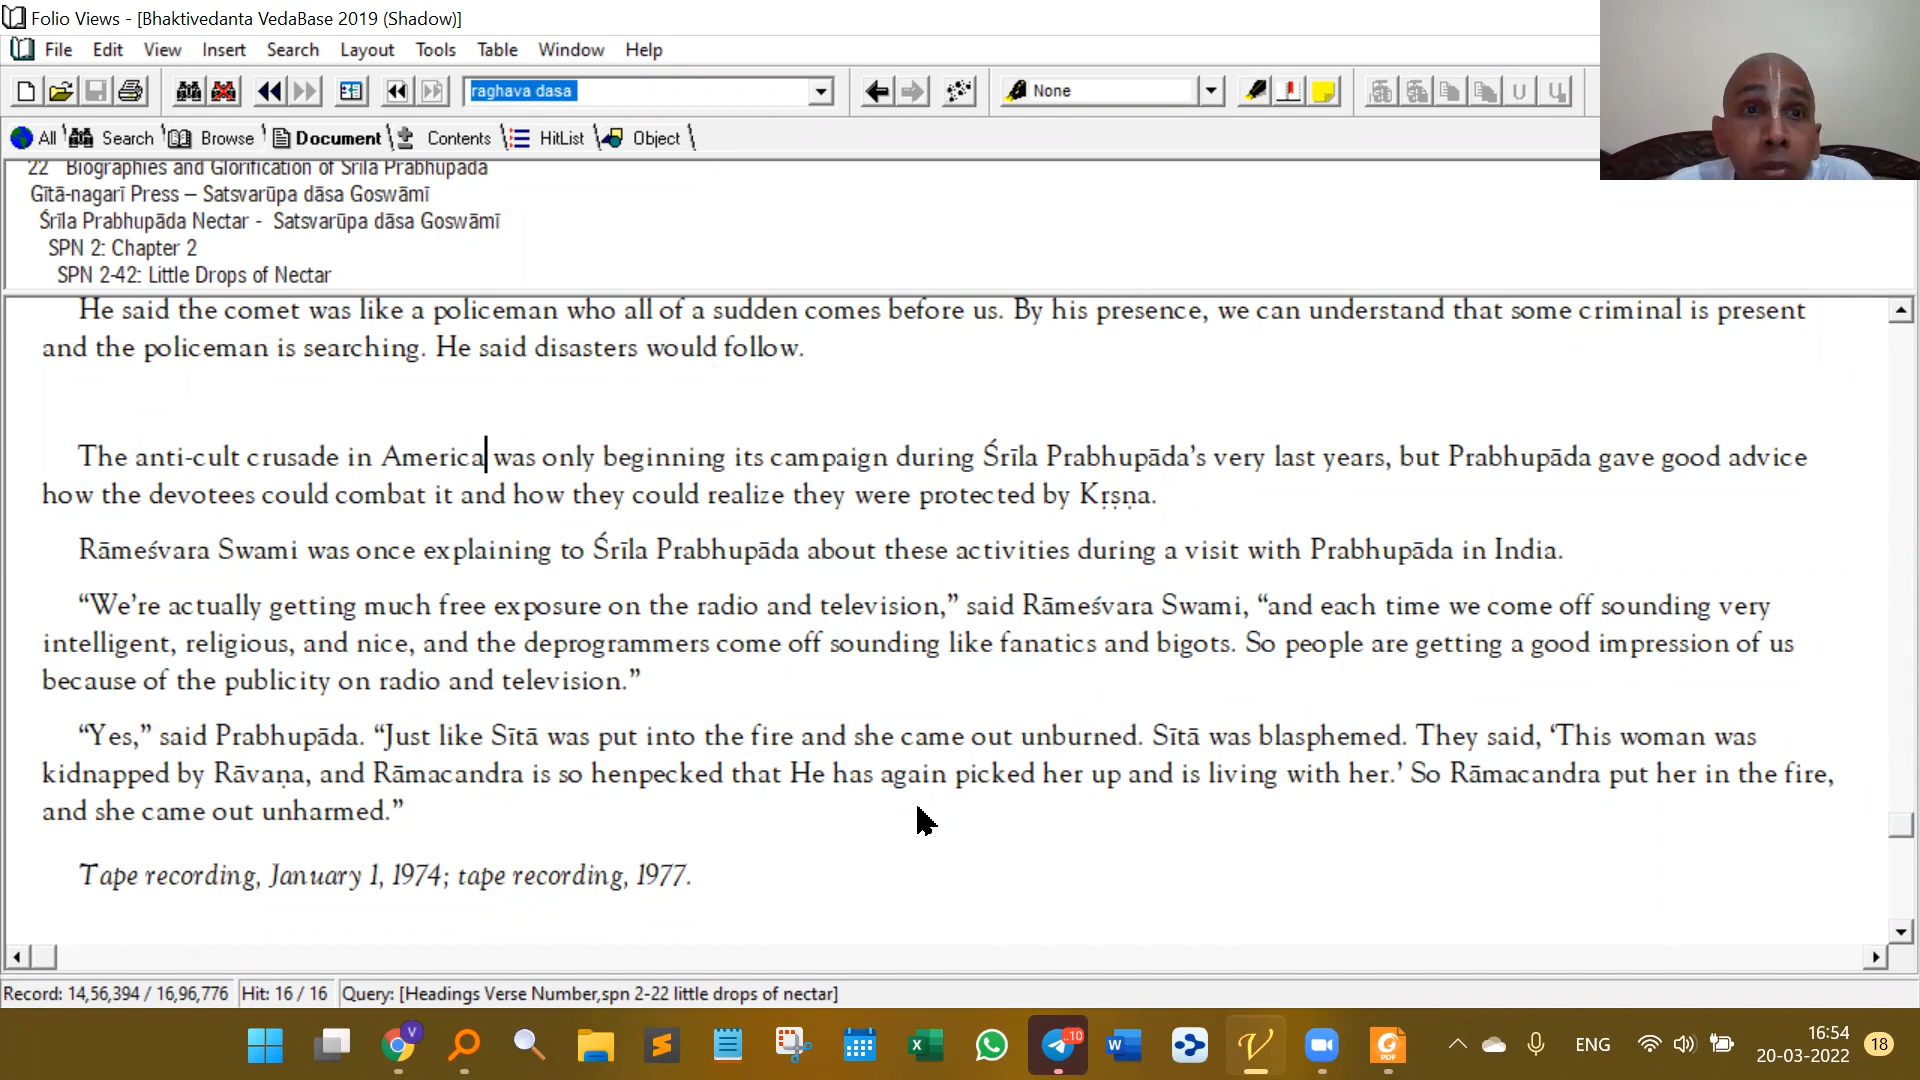 Folio Views - [Bhaktivedanta VedaBase 2019 (Shadow)]
File Edit View Insert Search Layout Tools Table Window Help
raghava dasa
None
All Search Browse Document Contents HitList Object
22 Biographies and Glorification of Śrīla Prabhupāda
Gītā-nagarī Press – Satsvarūpa dāsa Goswāmī
Śrīla Prabhupāda Nectar - Satsvarūpa dāsa Goswāmī
SPN 2: Chapter 2
SPN 2-42: Little Drops of Nectar
He said the comet was like a policeman who all of a sudden comes before us. By his presence, we can understand that some criminal is present
and the policeman is searching. He said disasters would follow.
The anti-cult crusade in America was only beginning its campaign during Śrīla Prabhupāda’s very last years, but Prabhupāda gave good advice
how the devotees could combat it and how they could realize they were protected by Kṛṣṇa.
Rāmeśvara Swami was once explaining to Śrīla Prabhupāda about these activities during a visit with Prabhupāda in India.
“We’re actually getting much free exposure on the radio and television,” said Rāmeśvara Swami, “and each time we come off sounding very
intelligent, religious, and nice, and the deprogrammers come off sounding like fanatics and bigots. So people are getting a good impression of us
because of the publicity on radio and television.”
“Yes,” said Prabhupāda. “Just like Sītā was put into the fire and she came out unburned. Sītā was blasphemed. They said, ‘This woman was
kidnapped by Rāvaṇa, and Rāmacandra is so henpecked that He has again picked her up and is living with her.’ So Rāmacandra put her in the fire,
and she came out unharmed.”
Tape recording, January 1, 1974; tape recording, 1977.
Record: 14,56,394 / 16,96,776 Hit: 16 / 16 Query: [Headings Verse Number,spn 2-22 little drops of nectar]
V
..10
PDF
ENG
16:54
20-03-2022
18